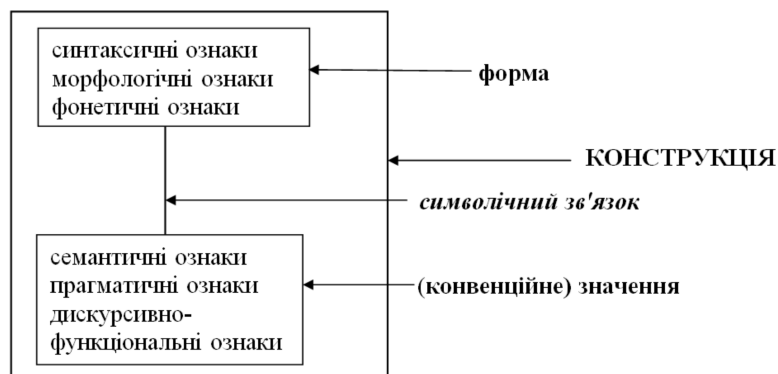 синтаксичні ознаки
морфологічні ознаки
фонетичні ознаки
форма
КОНСТРУКЦІЯ
символічний зв'язок
семантичні ознаки
прагматичні ознаки
дискурсивно-
функціональні ознаки
(конвенційне) значення